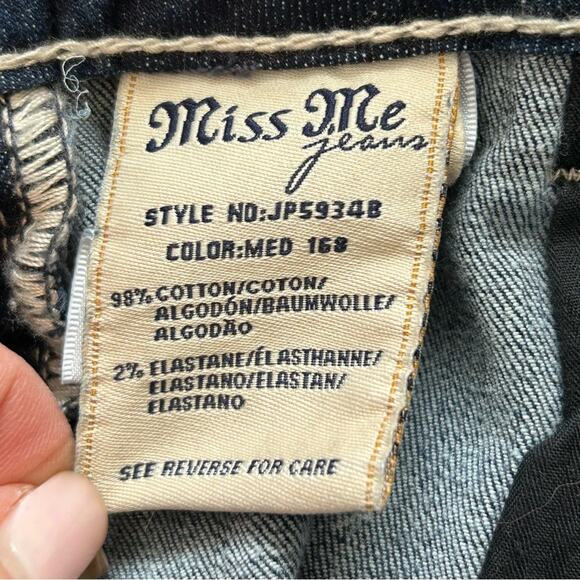 Miss Me
jeans
STYLE NO:JP5934B
COLOR:MED 168
98% COTTON/COTON/
ALGODÓN/BAUMWOLLE/
ALGODÃO
2% ELASTANE/ÉLASTHANNE/
ELASTANO/ELASTAN/
ELASTANO
SEE REVERSE FOR CARE